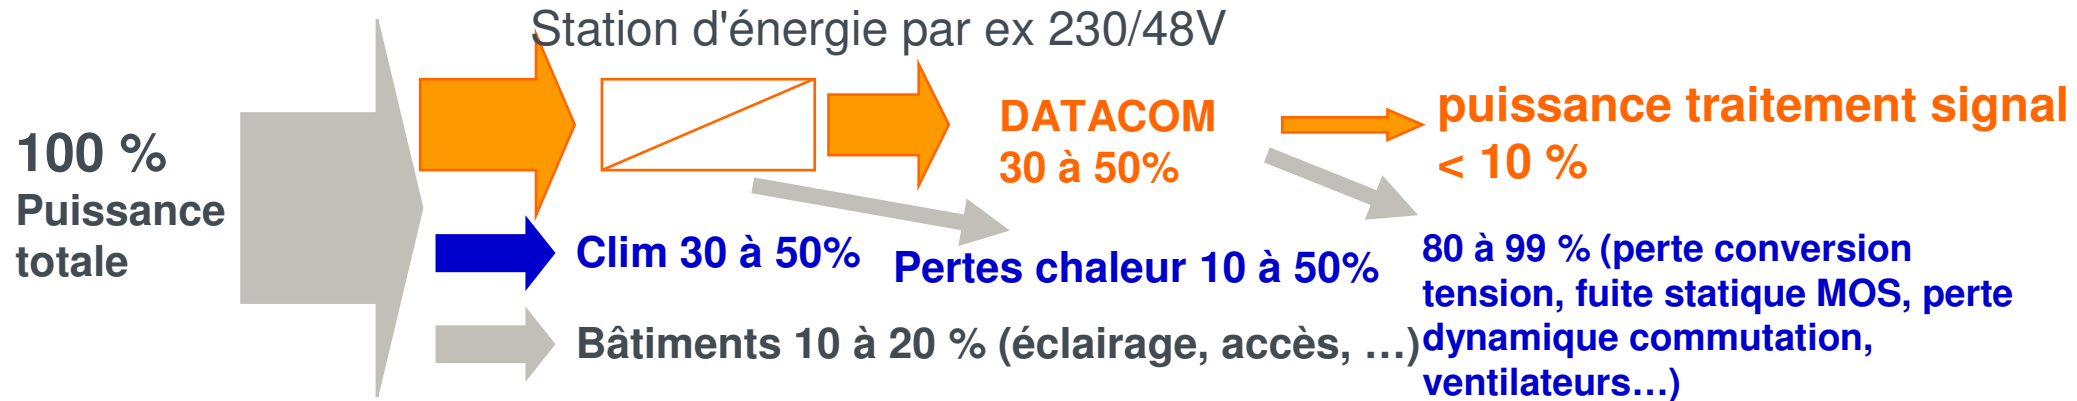 Station d'énergie par ex 230/48V
100 %
Puissance
totale
DATACOM
30 à 50%
puissance traitement signal
< 10 %
Clim 30 à 50%
Pertes chaleur 10 à 50%
80 à 99 % (perte conversion
tension, fuite statique MOS, perte
dynamique commutation,
ventilateurs…)
Bâtiments 10 à 20 % (éclairage, accès, …)